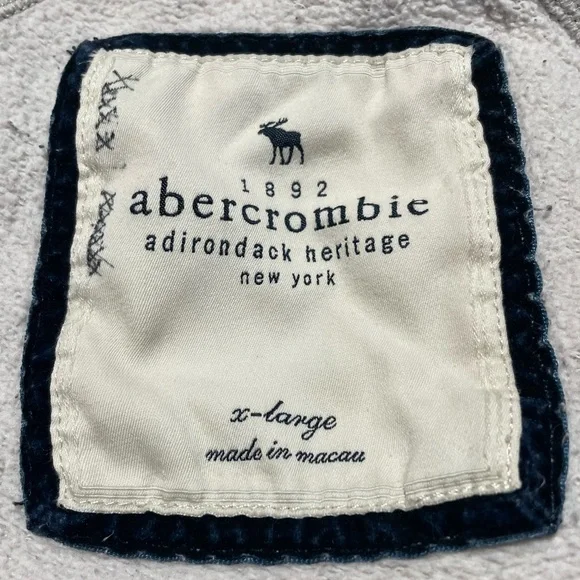 1892
abercrombie
adirondack heritage
new york
x-large
made in macau